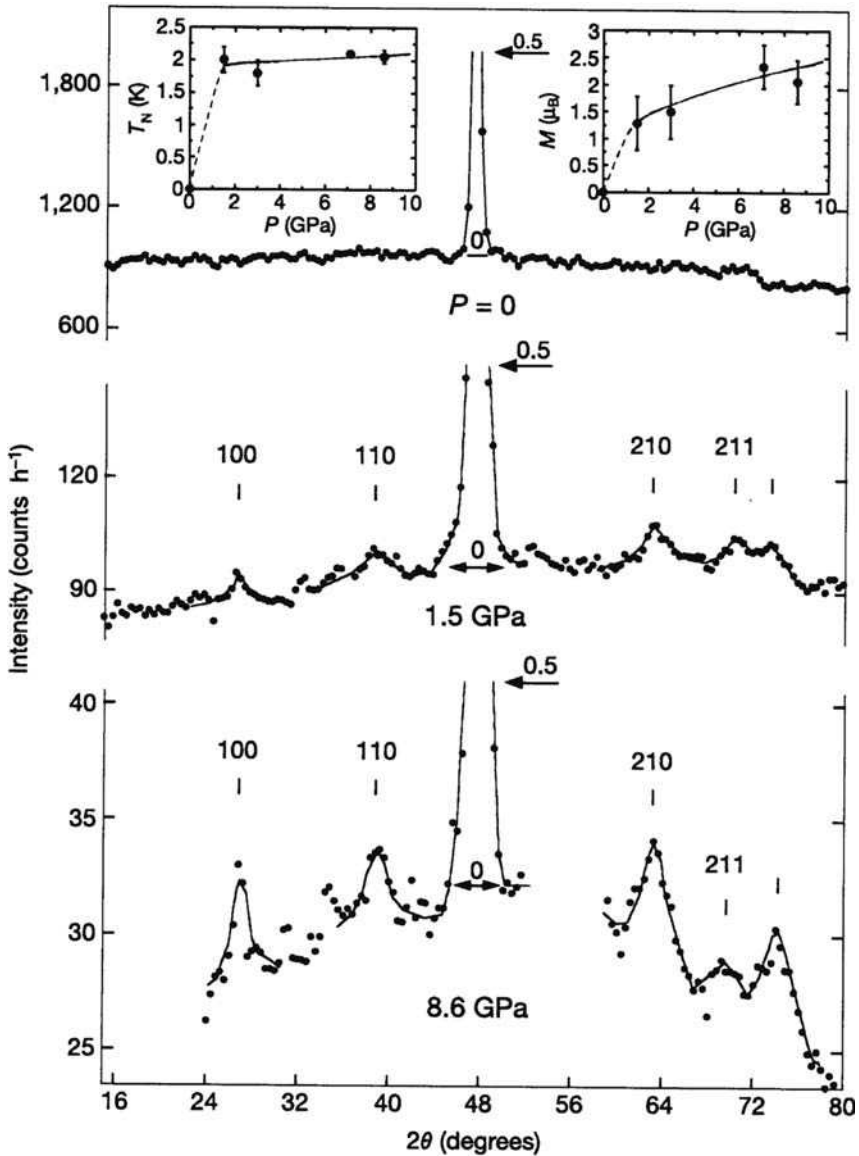 0.5
1,800
1,200
600
2.5
2
1.5
1
0.5
0
T_N (K)
0 2 4 6 8 10
P (GPa)
3
2.5
2
1.5
1
0.5
0
M (μ_B)
0 2 4 6 8 10
P (GPa)
0
P = 0
Intensity (counts h⁻¹)
0.5
120
90
100 110 210 211
0
1.5 GPa
0.5
40
35
30
25
100 110 210 211
0
8.6 GPa
16 24 32 40 48 56 64 72 80
2θ (degrees)